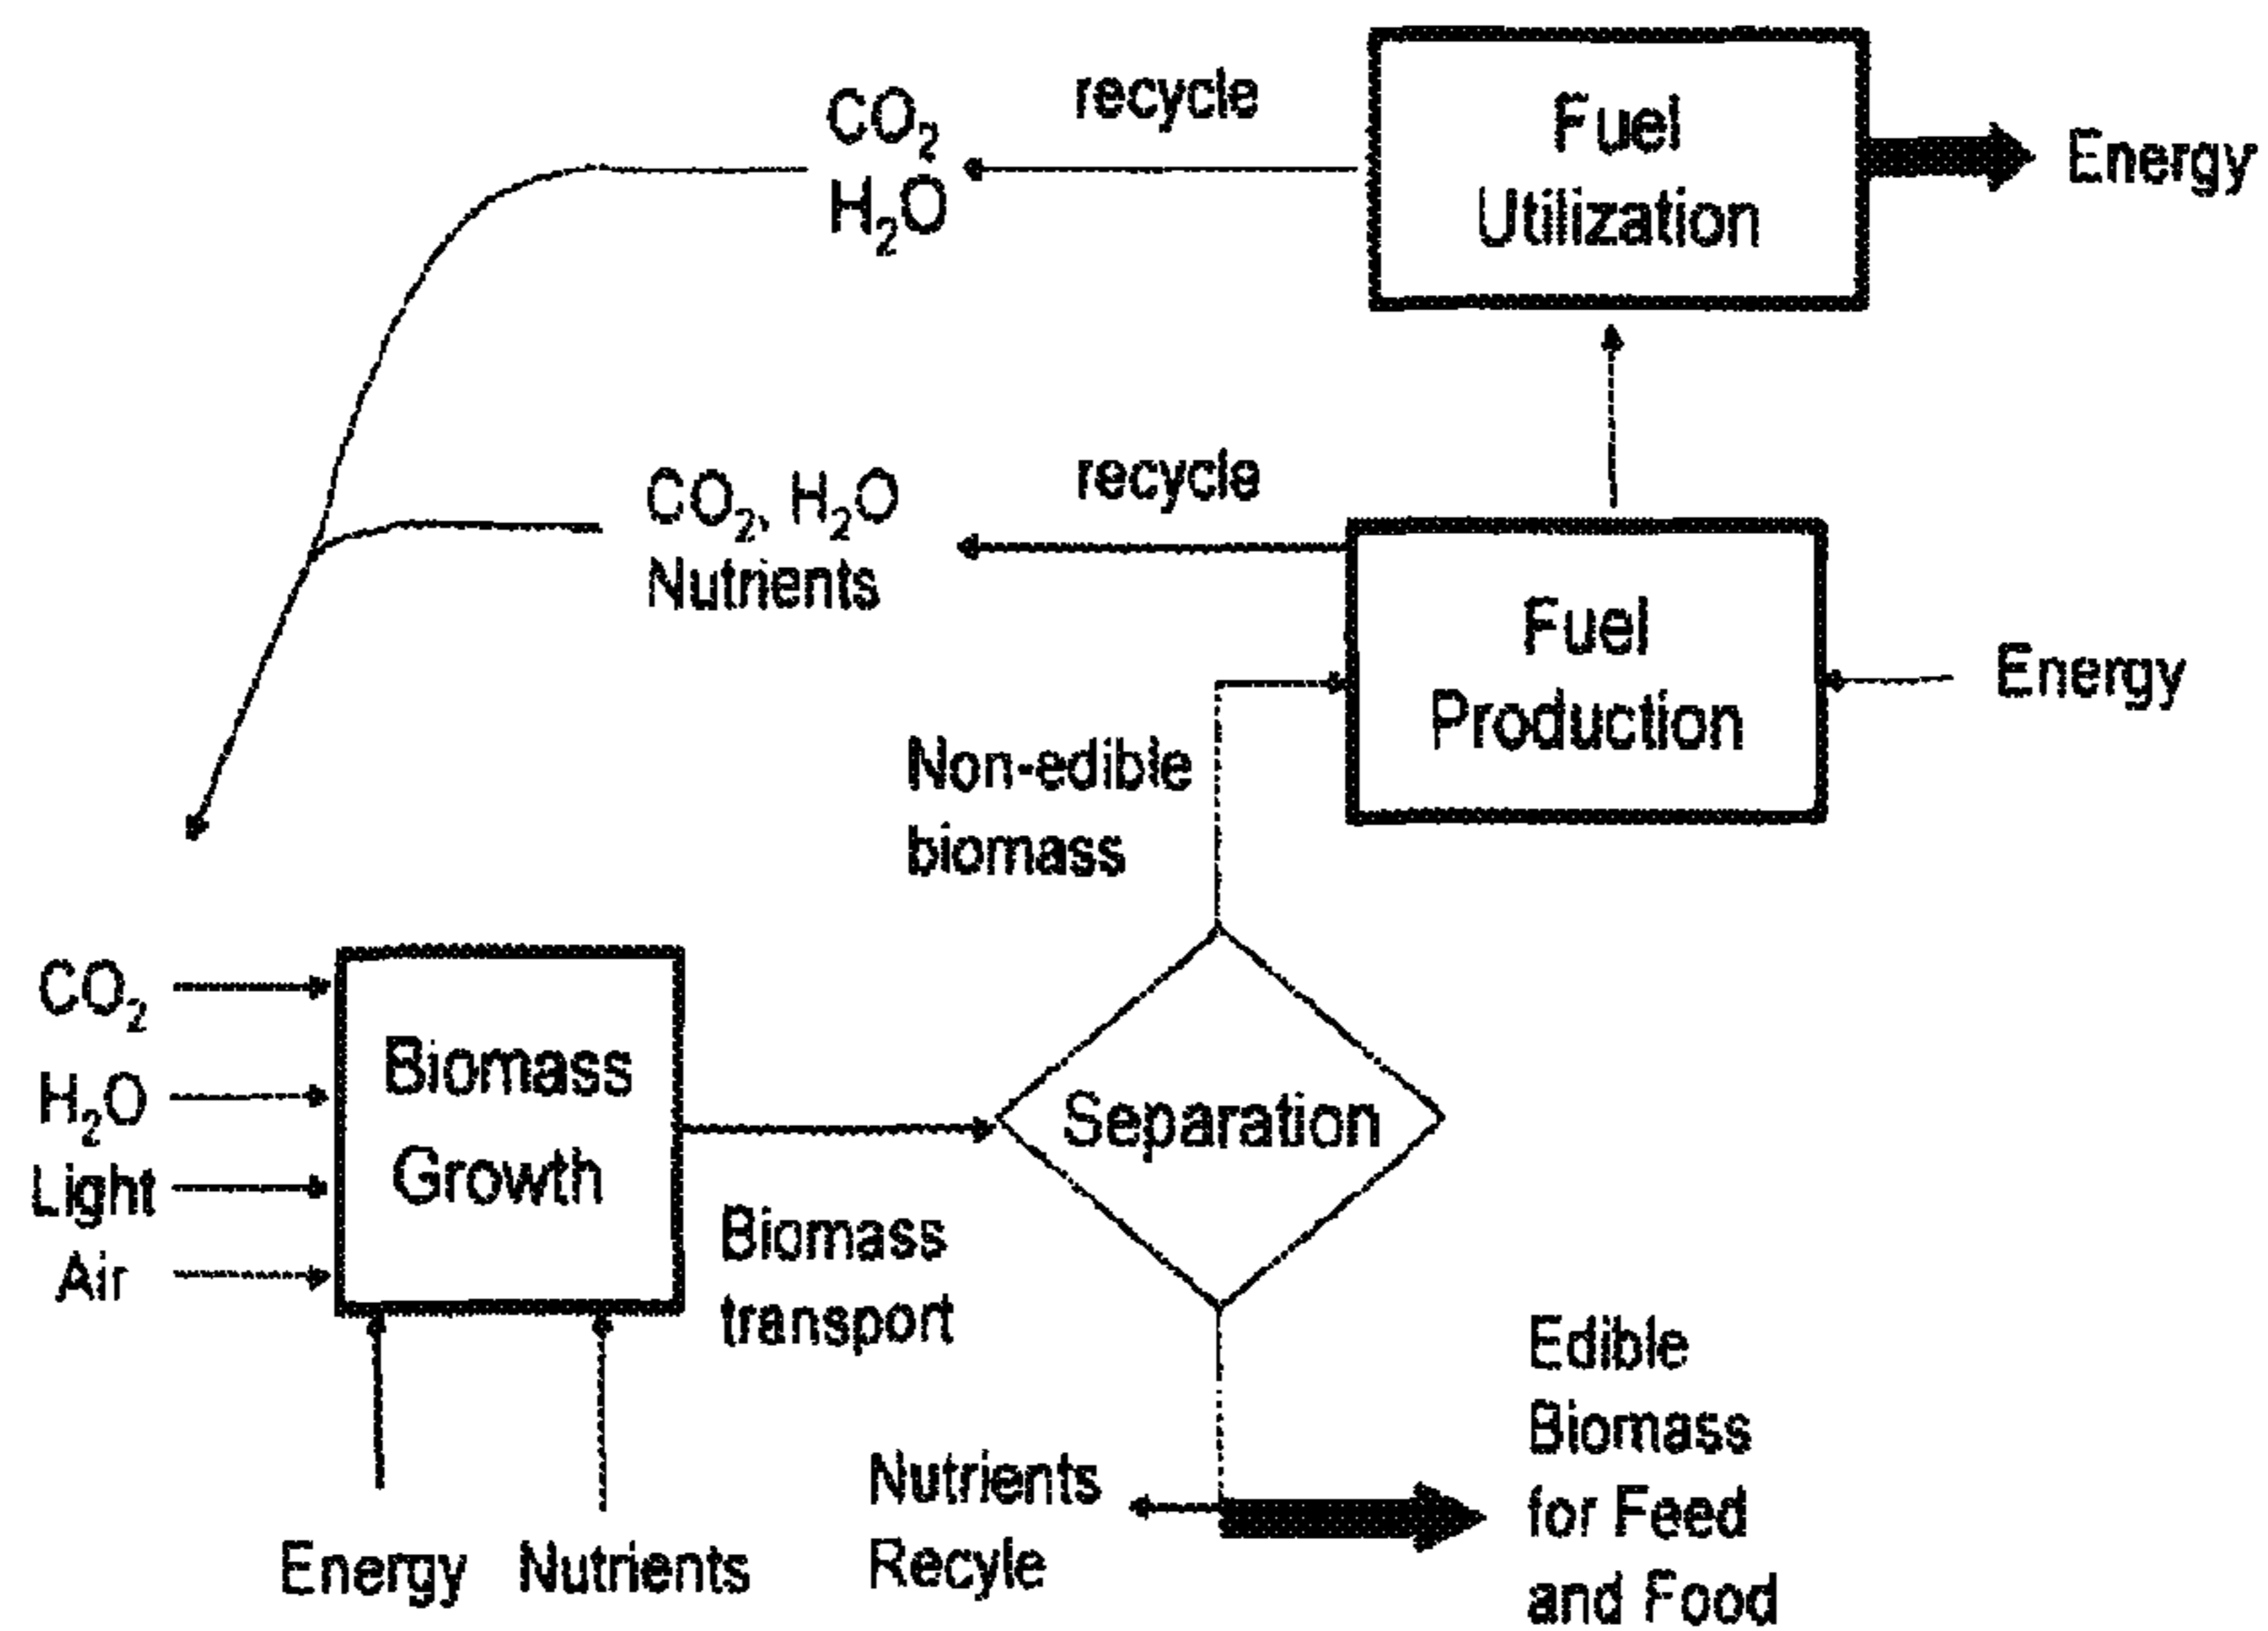 CO₂
H₂O
recycle
Fuel
Utilization
Energy
CO₂, H₂O
Nutrients
recycle
Fuel
Production
Energy
Non-edible
biomass
CO₂
H₂O
Light
Air
Biomass
Growth
Energy
Nutrients
Biomass
transport
Separation
Nutrients
Recyle
Edible
Biomass
for Feed
and Food